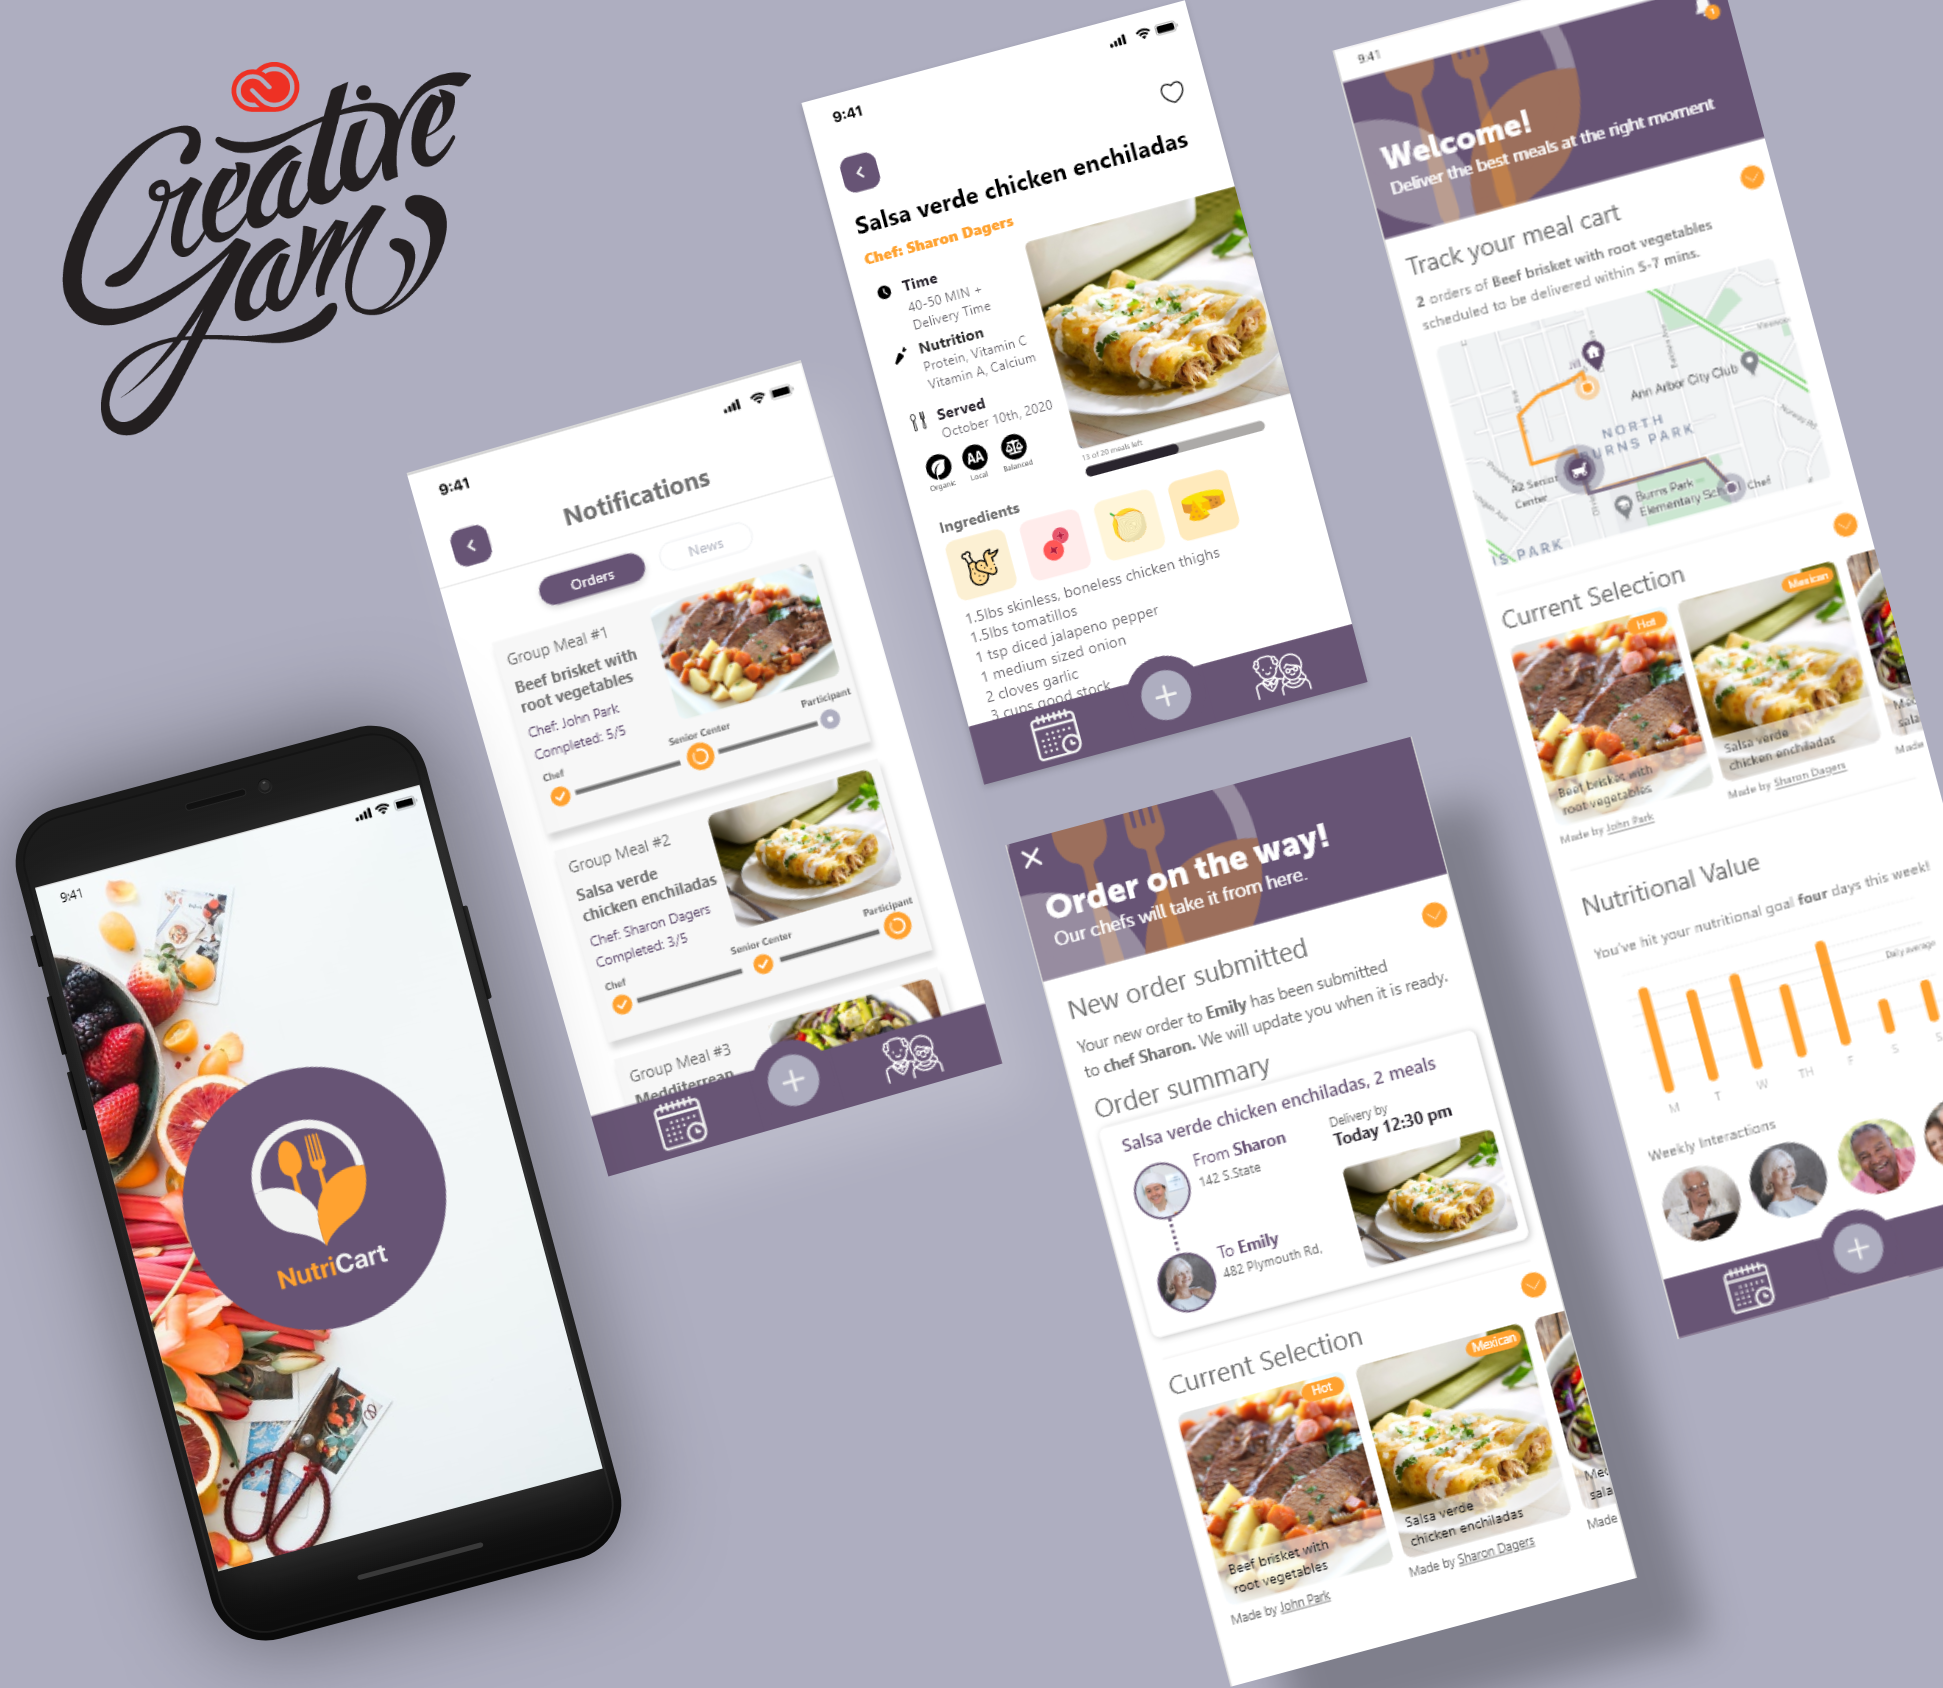 Creative
Jam
9:41
NutriCart
9:41
Notifications
Orders
News
Group Meal #1
Beef brisket with
root vegetables
Chef: John Park
Completed: 5/5
Chef
Senior Center
Participant
Group Meal #2
Salsa verde
chicken enchiladas
Chef: Sharon Dagers
Completed: 3/5
Chef
Senior Center
Participant
Group Meal #3
Medditerrean
9:41
Salsa verde chicken enchiladas
Chef: Sharon Dagers
Time
40-50 MIN +
Delivery Time
Nutrition
Protein, Vitamin C
Vitamin A, Calcium
Served
October 10th, 2020
AA
Organic
Local
Balanced
13 of 20 meals left
Ingredients
1.5lbs skinless, boneless chicken thighs
1.5lbs tomatillos
1 tsp diced jalapeno pepper
1 medium sized onion
2 cloves garlic
3 cups good stock
Order on the way!
Our chefs will take it from here.
New order submitted
Your new order to Emily has been submitted
to chef Sharon. We will update you when it is ready.
Order summary
Salsa verde chicken enchiladas, 2 meals
From Sharon
142 S.State
Delivery by
Today 12:30 pm
To Emily
482 Plymouth Rd.
Current Selection
Hot
Mexican
Beef brisket with
root vegetables
Made by John Park
Salsa verde
chicken enchiladas
Made by Sharon Dagers
Med
sala
Made
9:41
1
Welcome!
Deliver the best meals at the right moment
Track your meal cart
2 orders of Beef brisket with root vegetables
scheduled to be delivered within 5-7 mins.
Ann Arbor City Club
NORTH
BURNS PARK
A2 Senior
Center
Burns Park
Elementary School
Chef
IS PARK
Current Selection
Hot
Mexican
Beef brisket with
root vegetables
Made by John Park
Salsa verde
chicken enchiladas
Made by Sharon Dagers
Med
sala
Made
Nutritional Value
You've hit your nutritional goal four days this week!
Daily average
M
T
W
TH
F
S
S
Weekly Interactions